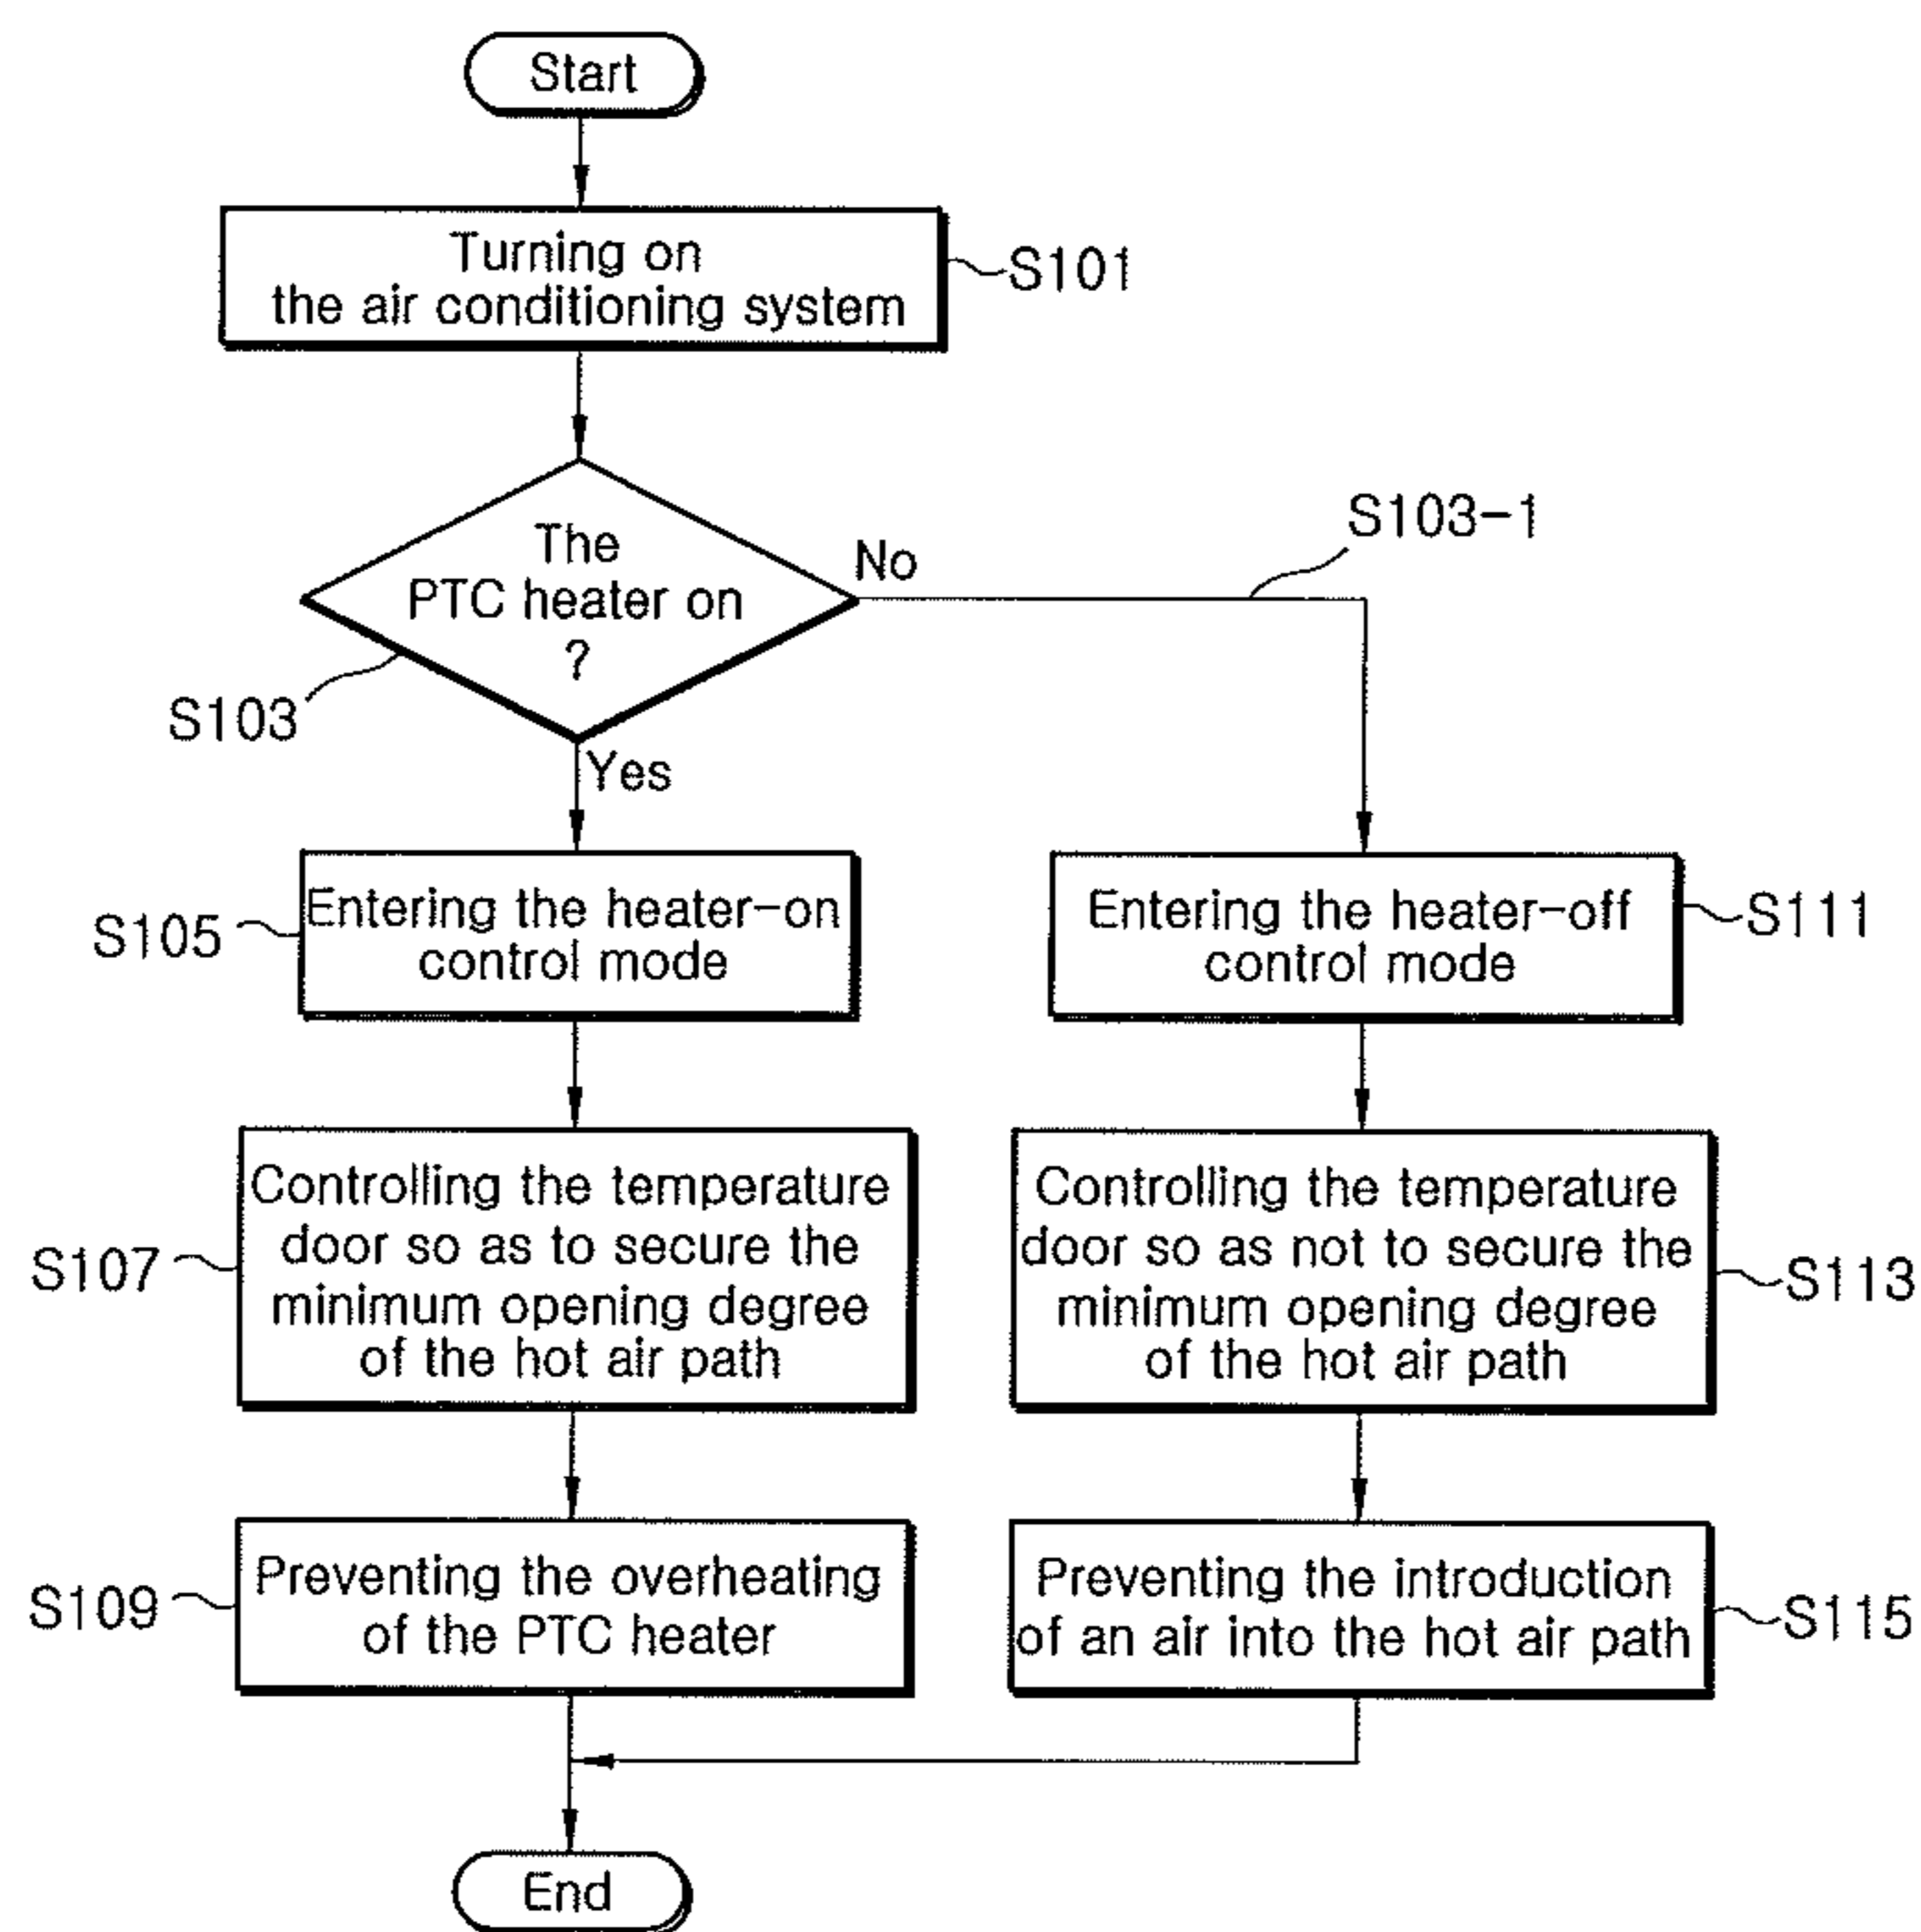 Start
Turning on
the air conditioning system
S101
The
PTC heater on
?
No
S103-1
S103
Yes
Entering the heater-on
control mode
S105
Entering the heater-off
control mode
S111
Controlling the temperature
door so as to secure the
minimum opening degree
of the hot air path
S107
Controlling the temperature
door so as not to secure the
minimum opening degree
of the hot air path
S113
Preventing the overheating
of the PTC heater
S109
Preventing the introduction
of an air into the hot air path
S115
End